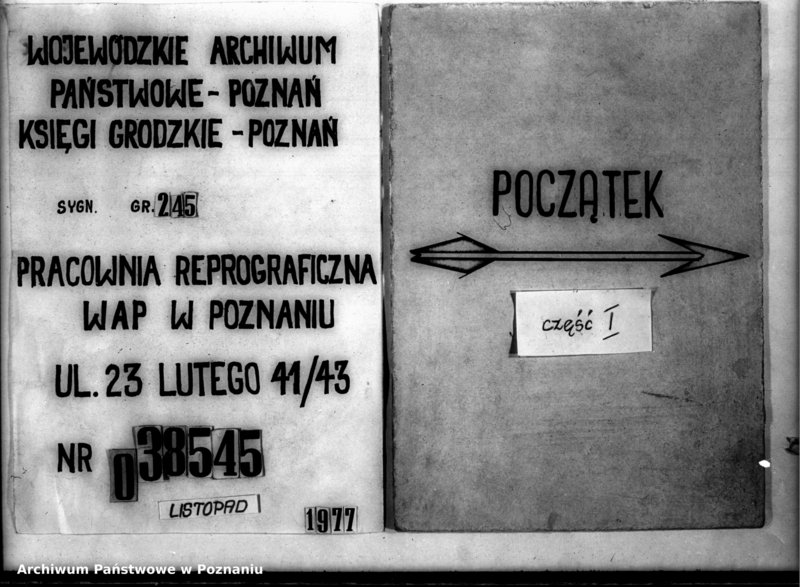 WOJEWÓDZKIE ARCHIWUM
PAŃSTWOWE - POZNAŃ
KSIĘGI GRODZKIE - POZNAŃ
SYGN. GR. 245
PRACOWNIA REPROGRAFICZNA
WAP W POZNANIU
UL. 23 LUTEGO 41/43
NR 038545
LISTOPAD
1977
POCZĄTEK
część I
Archiwum Państwowe w Poznaniu